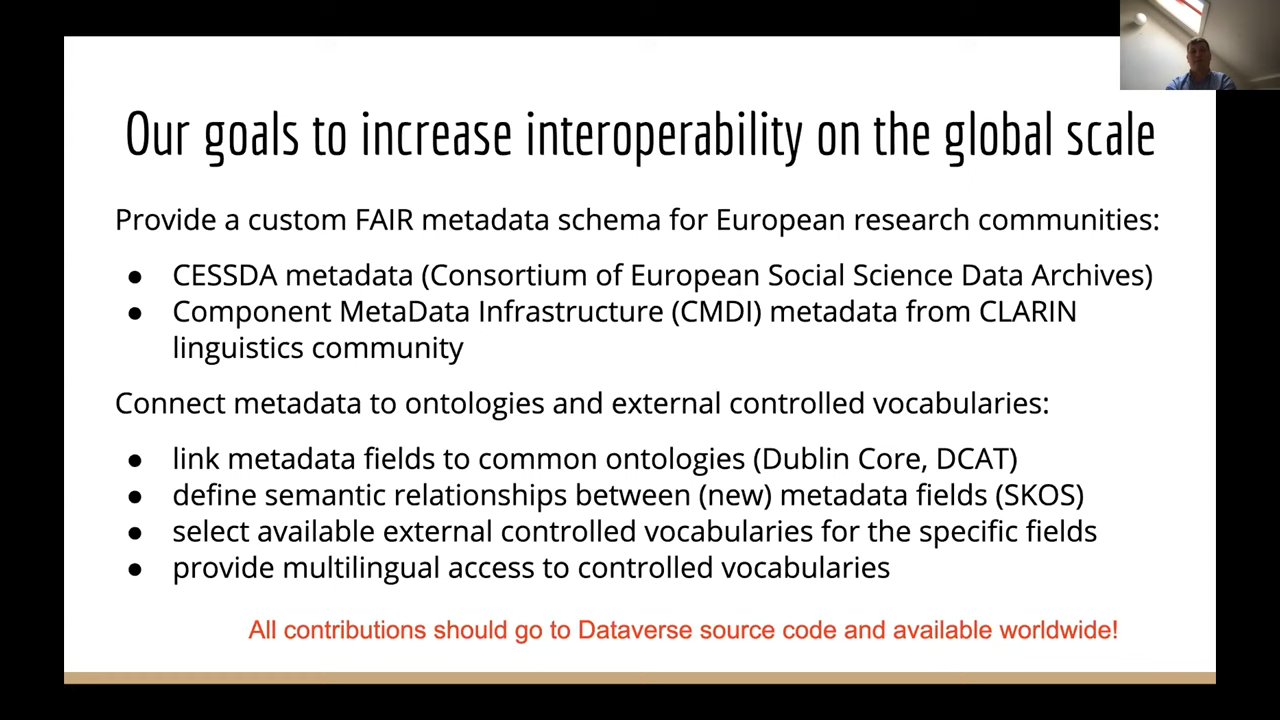 Our goals to increase interoperability on the global scale
Provide a custom FAIR metadata schema for European research communities:
● CESSDA metadata (Consortium of European Social Science Data Archives)
● Component MetaData Infrastructure (CMDI) metadata from CLARIN
linguistics community
Connect metadata to ontologies and external controlled vocabularies:
● link metadata fields to common ontologies (Dublin Core, DCAT)
● define semantic relationships between (new) metadata fields (SKOS)
● select available external controlled vocabularies for the specific fields
● provide multilingual access to controlled vocabularies
All contributions should go to Dataverse source code and available worldwide!